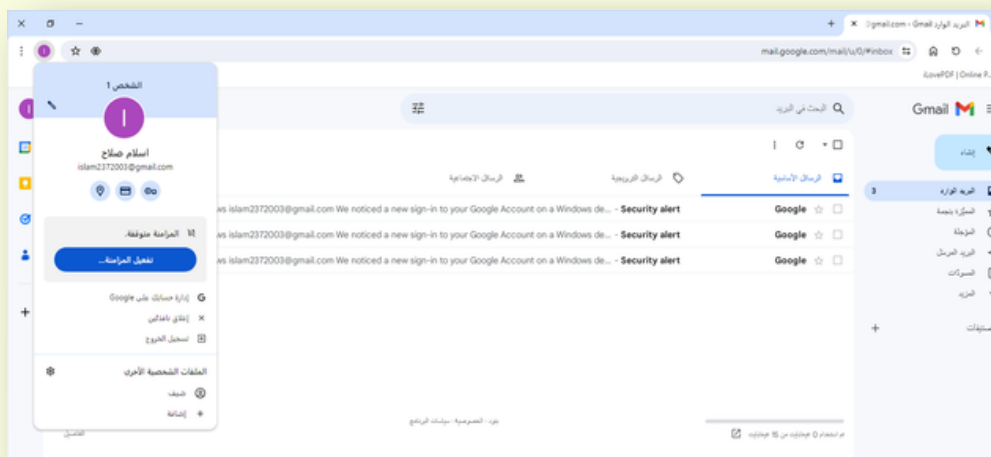 البريد الوارد
gmail.com - Gmail
mail.google.com/mail/u/0/#inbox
iLovePDF | Online P...
Gmail
البحث في البريد
إنشاء
البريد الوارد
3
المميّزة بنجمة
المؤجلة
البريد المرسل
المسودّات
المزيد
الرسائل الأساسية
الرسائل الترويجية
الرسائل الاجتماعية
Google
Security alert - ws islam2372003@gmail.com We noticed a new sign-in to your Google Account on a Windows de...
Google
Security alert - ws islam2372003@gmail.com We noticed a new sign-in to your Google Account on a Windows de...
Google
Security alert - ws islam2372003@gmail.com We noticed a new sign-in to your Google Account on a Windows de...
تم استخدام 0 غيغابايت من 15 غيغابايت
بنود · الخصوصية · سياسات البرنامج
التفاصيل
الشخص 1
I
اسلام صلاح
islam2372003@gmail.com
المزامنة متوقفة.
تفعيل المزامنة...
إدارة حسابك على Google
إغلاق نافذتين
تسجيل الخروج
الملفات الشخصية الأخرى
ضيف
إضافة